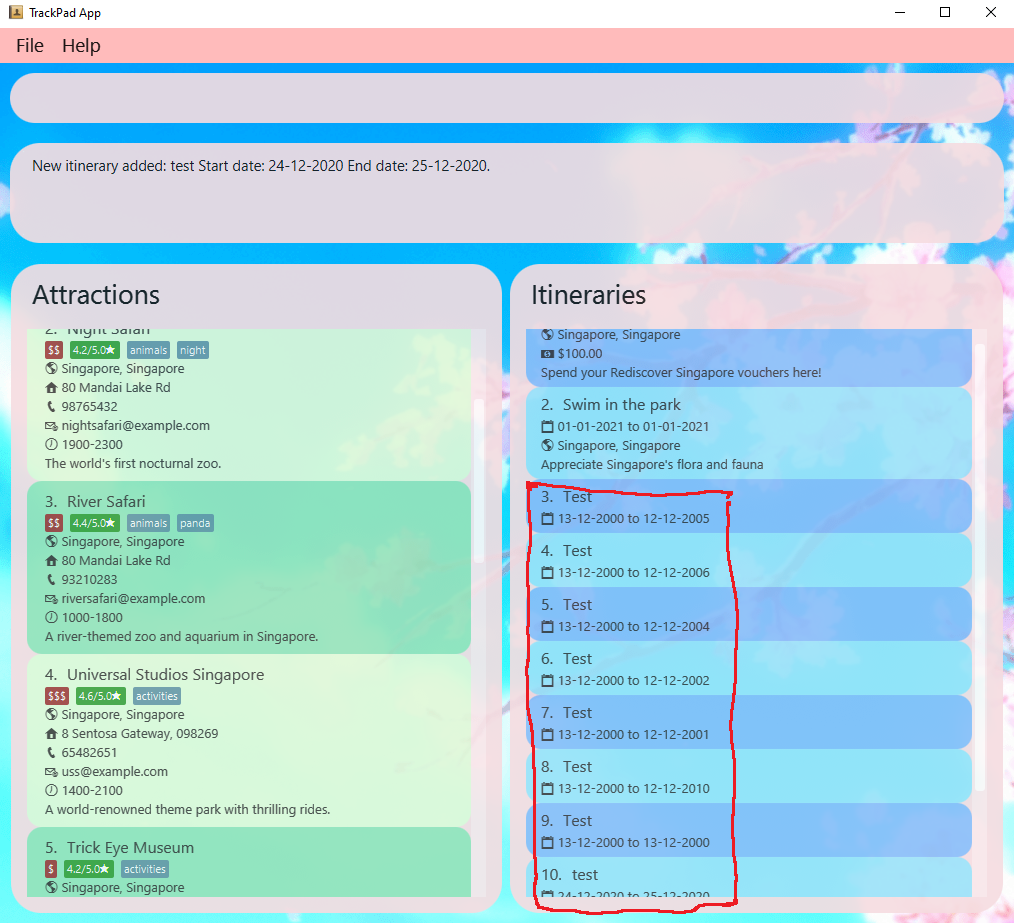 TrackPad App
File Help
New itinerary added: test Start date: 24-12-2020 End date: 25-12-2020.
Attractions
2. Night Safari
$$ 4.2/5.0★ animals night
Singapore, Singapore
80 Mandai Lake Rd
98765432
nightsafari@example.com
1900-2300
The world's first nocturnal zoo.
3. River Safari
$$ 4.4/5.0★ animals panda
Singapore, Singapore
80 Mandai Lake Rd
93210283
riversafari@example.com
1000-1800
A river-themed zoo and aquarium in Singapore.
4. Universal Studios Singapore
$$$ 4.6/5.0★ activities
Singapore, Singapore
8 Sentosa Gateway, 098269
65482651
uss@example.com
1400-2100
A world-renowned theme park with thrilling rides.
5. Trick Eye Museum
$ 4.2/5.0★ activities
Singapore, Singapore
Itineraries
Singapore, Singapore
$100.00
Spend your Rediscover Singapore vouchers here!
2. Swim in the park
01-01-2021 to 01-01-2021
Singapore, Singapore
Appreciate Singapore's flora and fauna
3. Test
13-12-2000 to 12-12-2005
4. Test
13-12-2000 to 12-12-2006
5. Test
13-12-2000 to 12-12-2004
6. Test
13-12-2000 to 12-12-2002
7. Test
13-12-2000 to 12-12-2001
8. Test
13-12-2000 to 12-12-2010
9. Test
13-12-2000 to 13-12-2000
10. test
24-12-2020 to 25-12-2020